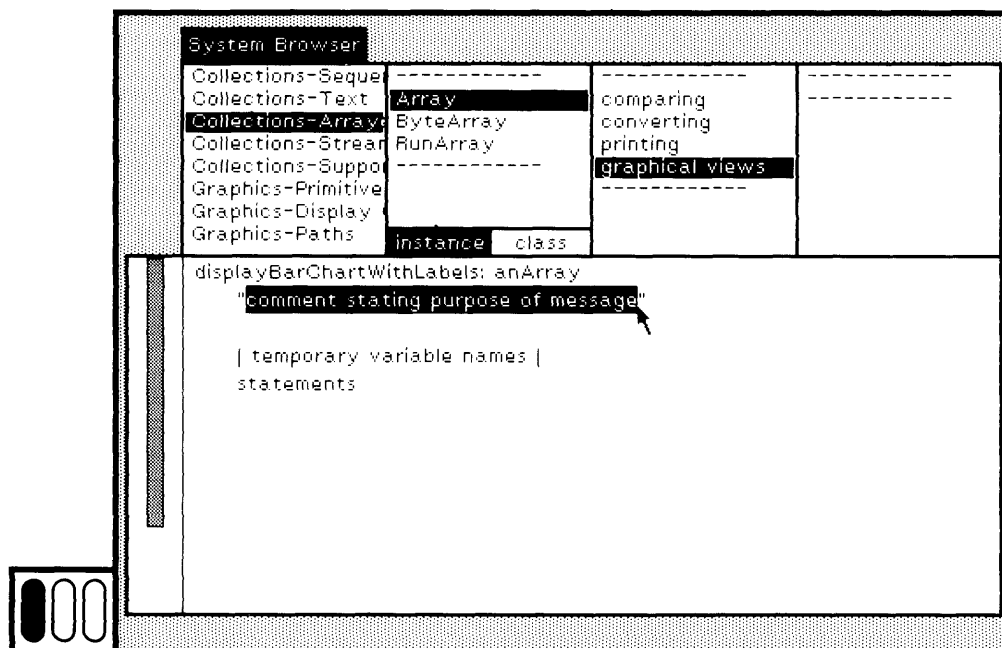 System Browser
Collections-Seque
Collections-Text
Collections-Array
Collections-Strear
Collections-Suppo
Graphics-Primitive
Graphics-Display
Graphics-Paths
------------
Array
ByteArray
RunArray
------------
instance class
------------
comparing
converting
printing
graphical views
------------
------------
------------
displayBarChartWithLabels: anArray
"comment stating purpose of message"
| temporary variable names |
statements